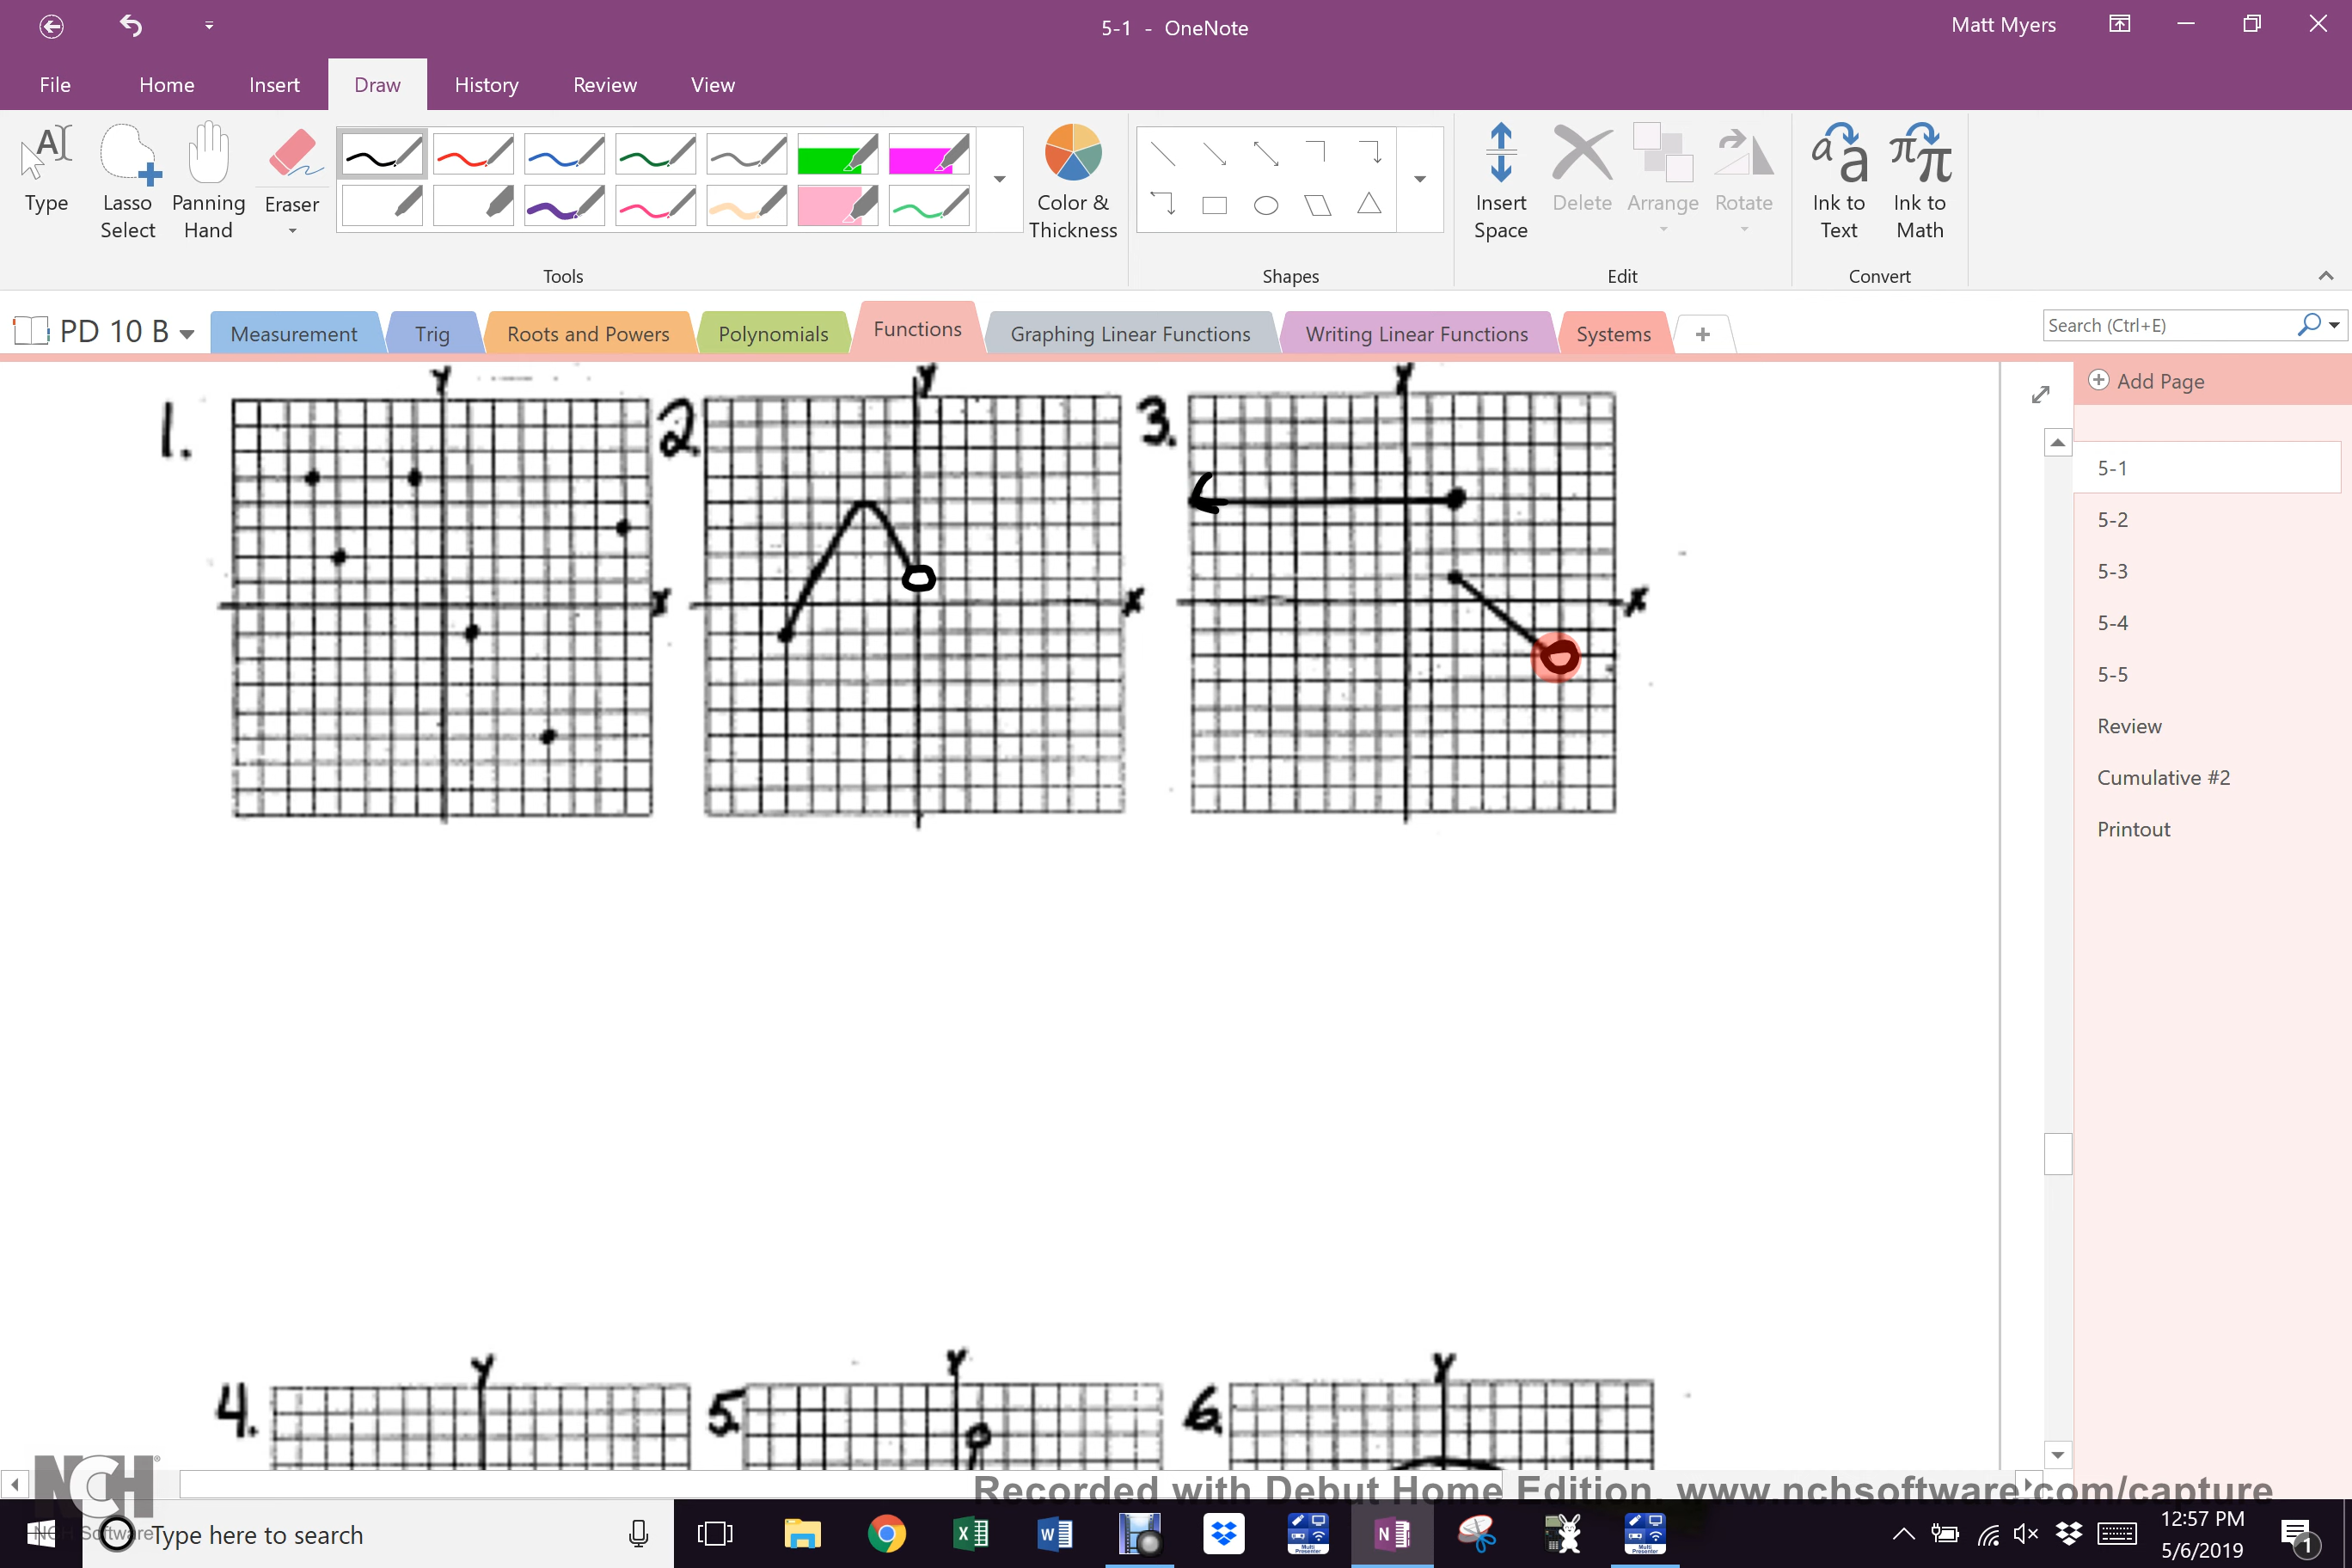 5-1 - OneNote
Matt Myers
File Home Insert Draw History Review View
Type
Lasso Select
Panning Hand
Eraser
Color & Thickness
Insert Space
Delete
Arrange
Rotate
Ink to Text
Ink to Math
Tools
Shapes
Edit
Convert
PD 10 B
Measurement Trig Roots and Powers Polynomials Functions Graphing Linear Functions Writing Linear Functions Systems +
Search (Ctrl+E)
Add Page
5-1
5-2
5-3
5-4
5-5
Review
Cumulative #2
Printout
1. y x
2. y x
3. y x
4. y
5. y
6. y
NCH
NCH Software
Recorded with Debut Home Edition. www.nchsoftware.com/capture
Type here to search
12:57 PM
5/6/2019
1